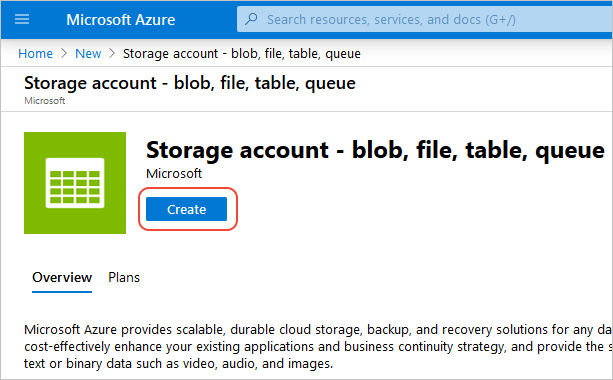 Microsoft Azure
Search resources, services, and docs (G+/)
Home > New > Storage account - blob, file, table, queue
Storage account - blob, file, table, queue
Microsoft
Storage account - blob, file, table, queue
Microsoft
Create
Overview Plans
Microsoft Azure provides scalable, durable cloud storage, backup, and recovery solutions for any da
cost-effectively enhance your existing applications and business continuity strategy, and provide the s
text or binary data such as video, audio, and images.